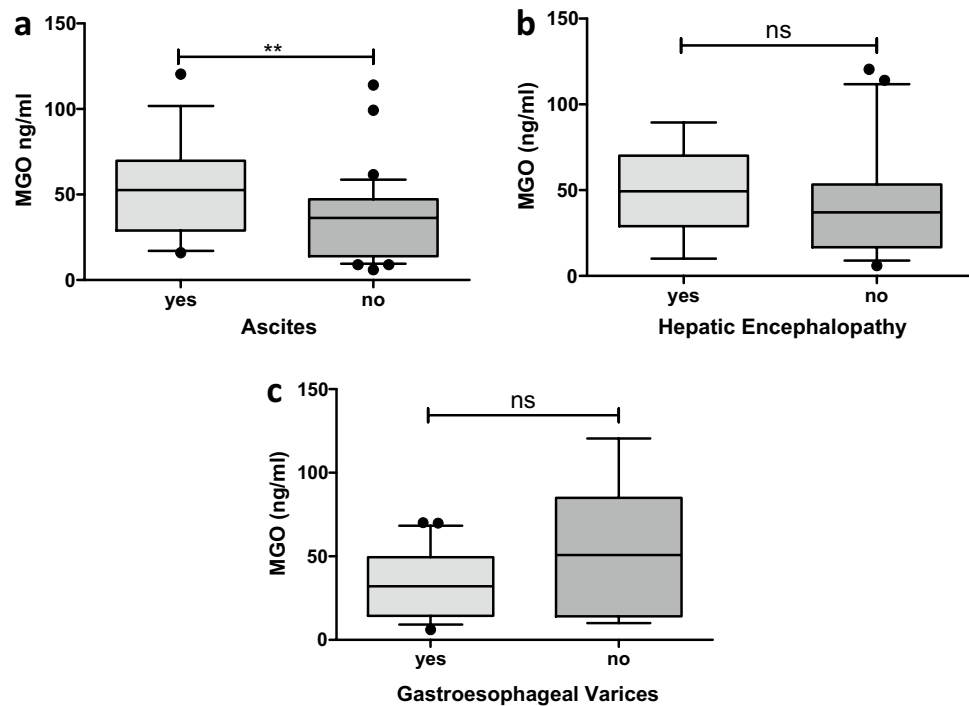 a
150
100
50
0
MGO ng/ml
**
yes
no
Ascites
b
150
100
50
0
MGO (ng/ml)
ns
yes
no
Hepatic Encephalopathy
c
150
100
50
0
MGO (ng/ml)
ns
yes
no
Gastroesophageal Varices